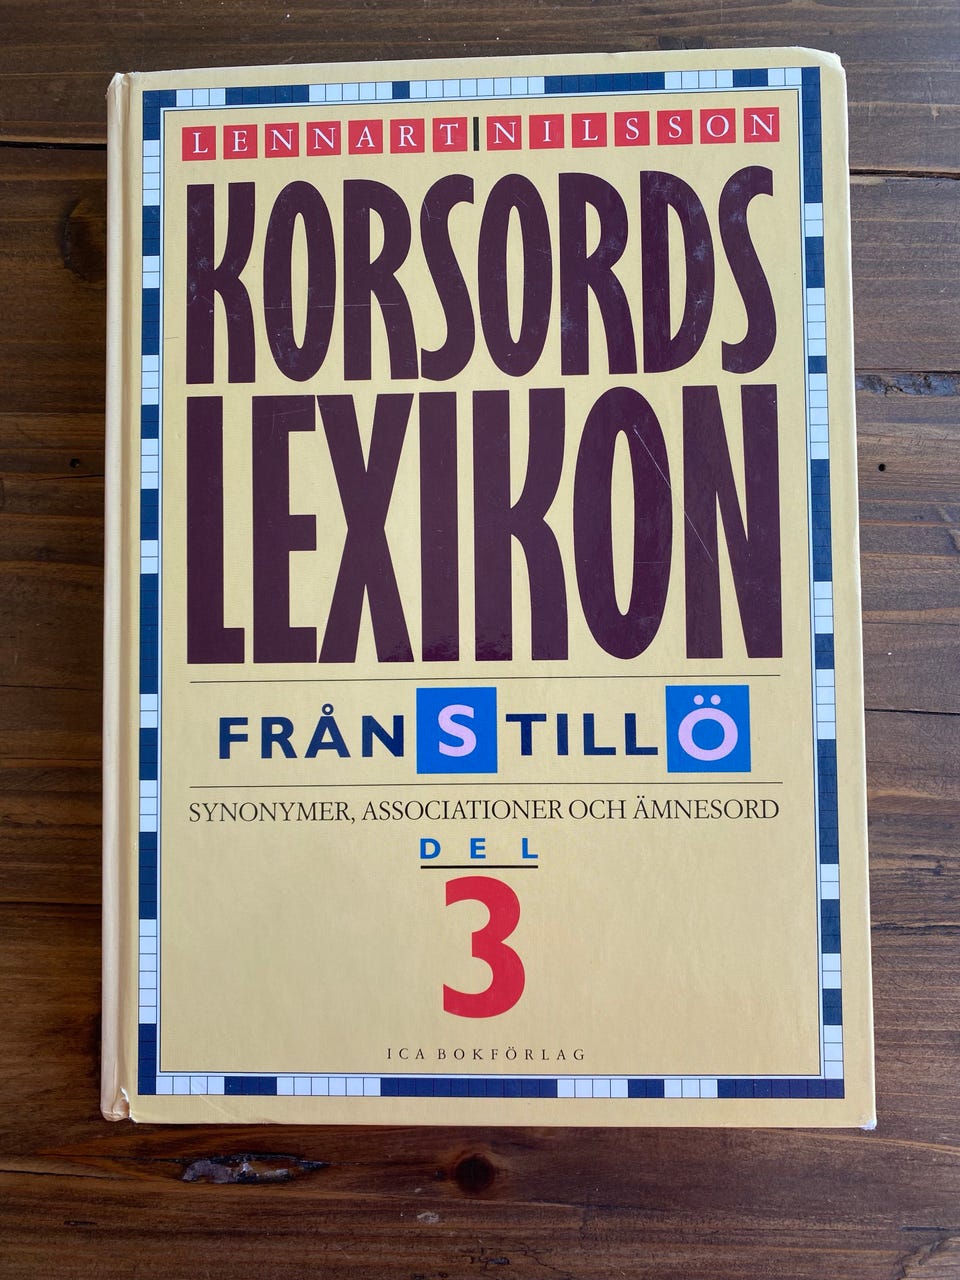 LENNART NILSSON
KORSORDS
LEXIKON
FRÅN S TILL Ö
SYNONYMER, ASSOCIATIONER OCH ÄMNESORD
DEL
3
ICA BOKFÖRLAG